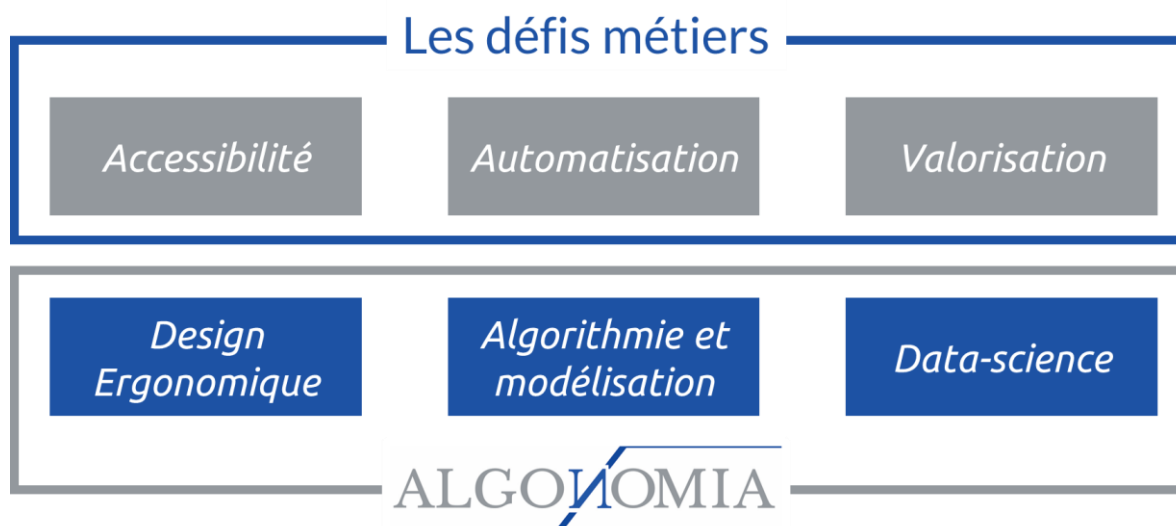 Les défis métiers
Accessibilité
Automatisation
Valorisation
Design
Ergonomique
Algorithmie et
modélisation
Data-science
ALGONOMIA